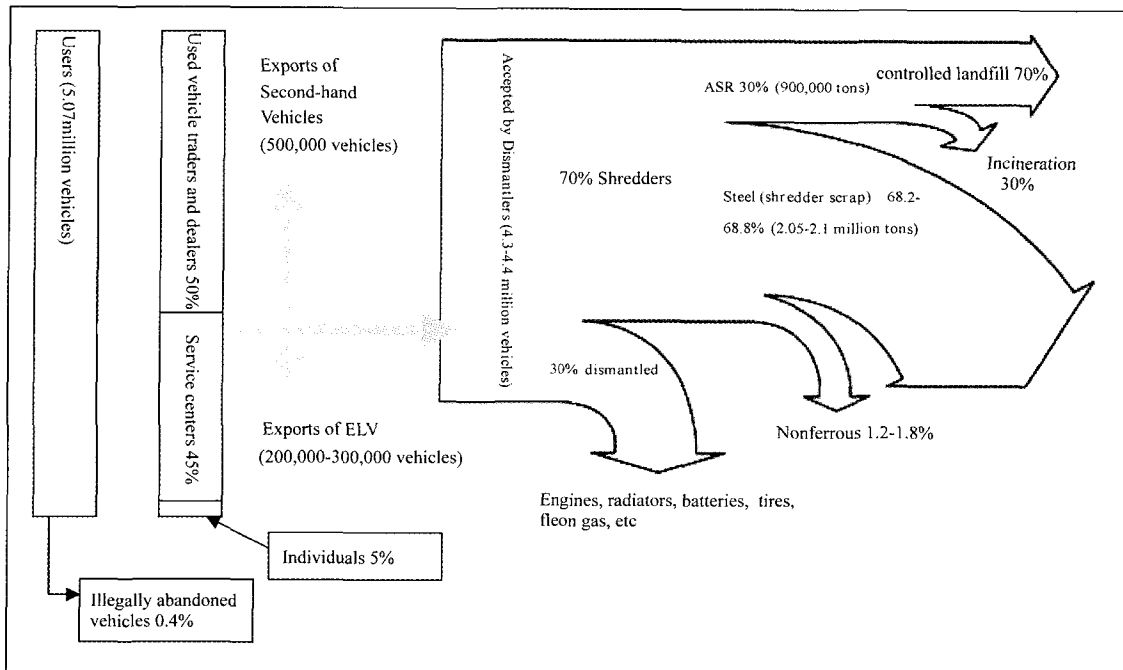 Users (5.07million vehicles)
Used vehicle traders and dealers 50%
Service centers 45%
Individuals 5%
Illegally abandoned
vehicles 0.4%
Exports of
Second-hand
Vehicles
(500,000 vehicles)
Exports of ELV
(200,000-300,000 vehicles)
Accepted by Dismantlers (4.3-4.4 million vehicles)
70% Shredders
30% dismantled
Engines, radiators, batteries, tires,
fleon gas, etc
ASR 30% (900,000 tons)
controlled landfill 70%
Incineration
30%
Steel (shredder scrap) 68.2-
68.8% (2.05-2.1 million tons)
Nonferrous 1.2-1.8%